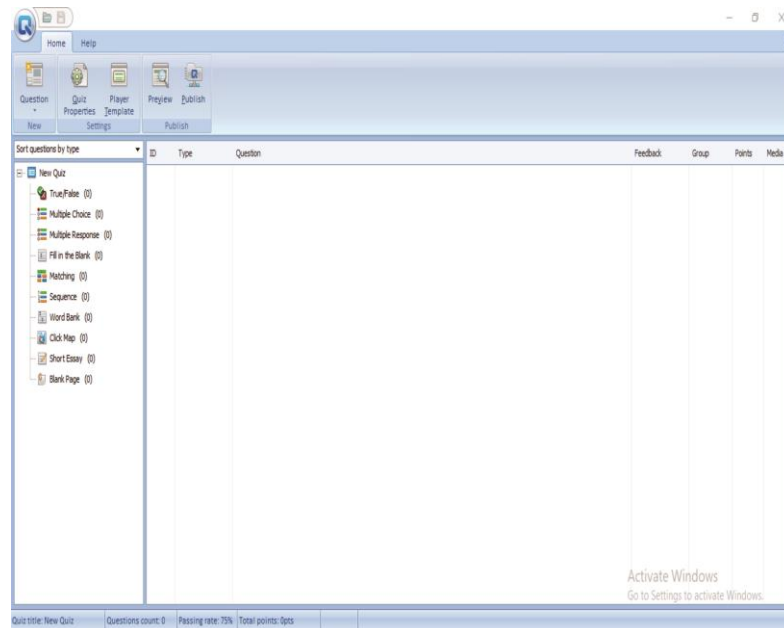 Home Help
Question Quiz Properties Player Template Preview Publish
New Settings Publish
Sort questions by type
ID Type Question Feedback Group Points Media
New Quiz
True/False (0)
Multiple Choice (0)
Multiple Response (0)
Fill in the Blank (0)
Matching (0)
Sequence (0)
Word Bank (0)
Click Map (0)
Short Essay (0)
Blank Page (0)
Activate Windows
Go to Settings to activate Windows.
Quiz title: New Quiz Questions count: 0 Passing rate: 75% Total points: 0pts